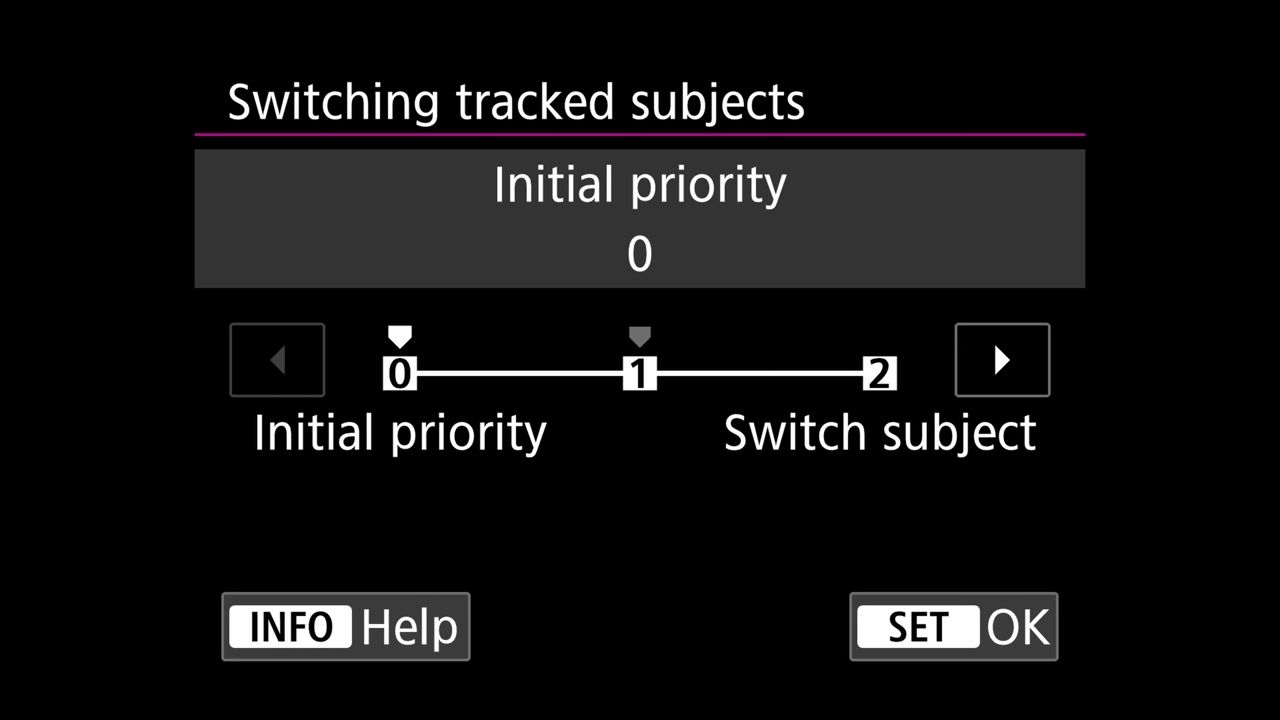 Switching tracked subjects
Initial priority
0
0 1 2
Initial priority Switch subject
INFO Help SET OK